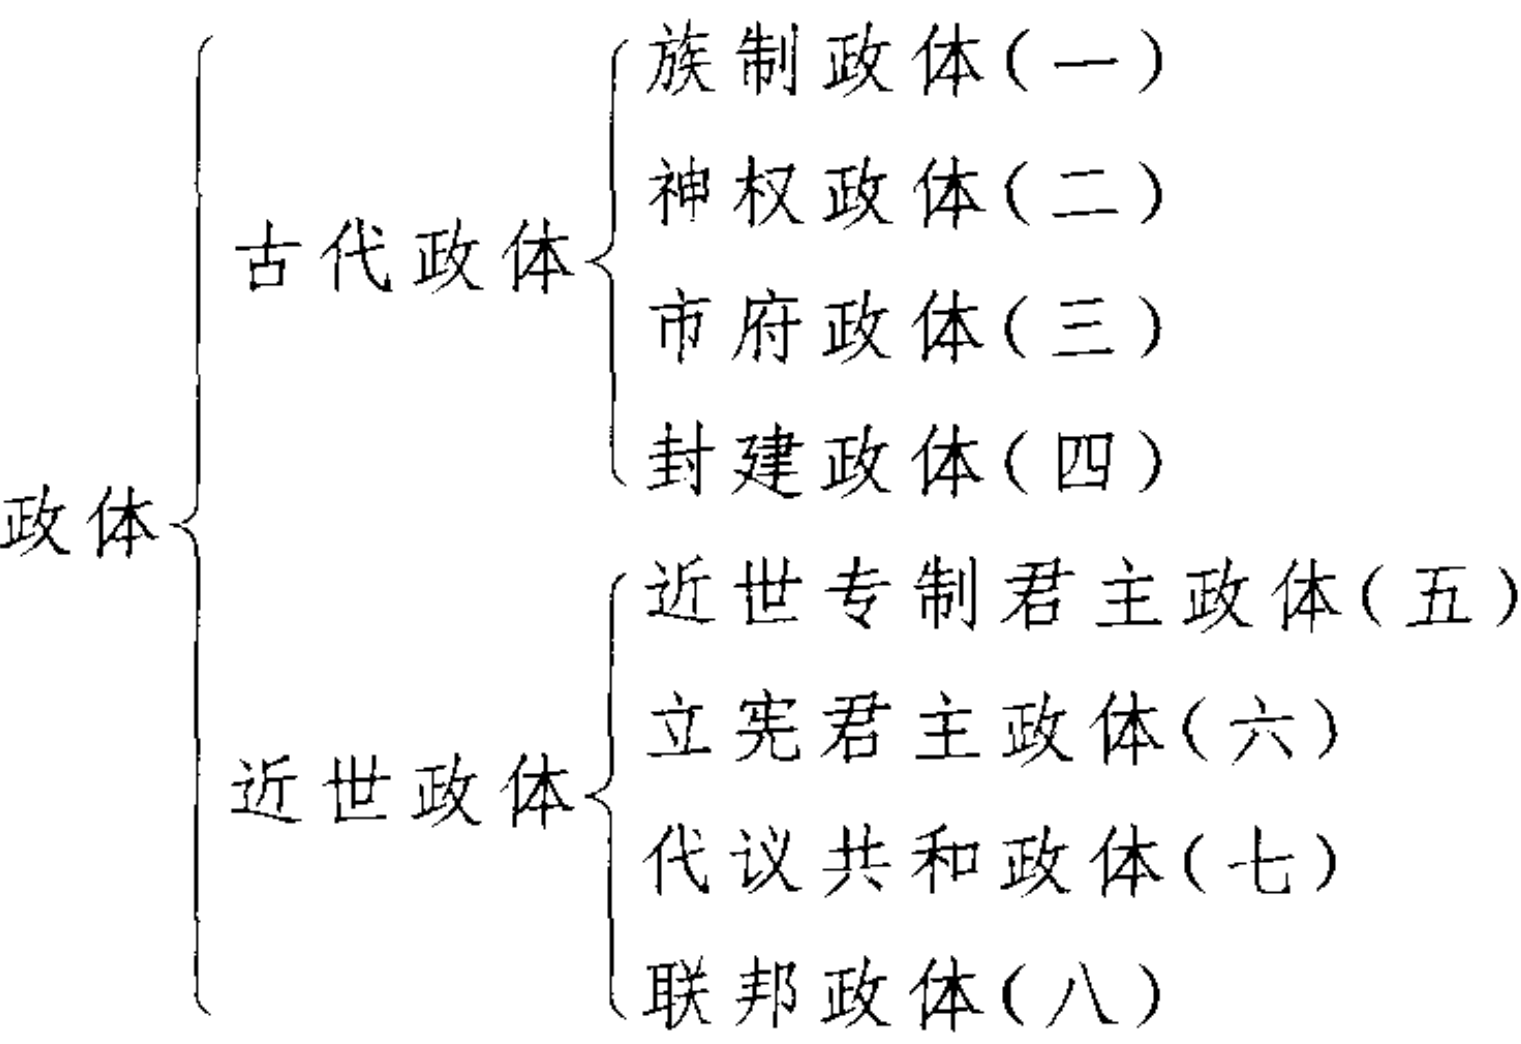 政体
古代政体
族制政体(一)
神权政体(二)
市府政体(三)
封建政体(四)
近世政体
近世专制君主政体(五)
立宪君主政体(六)
代议共和政体(七)
联邦政体(八)